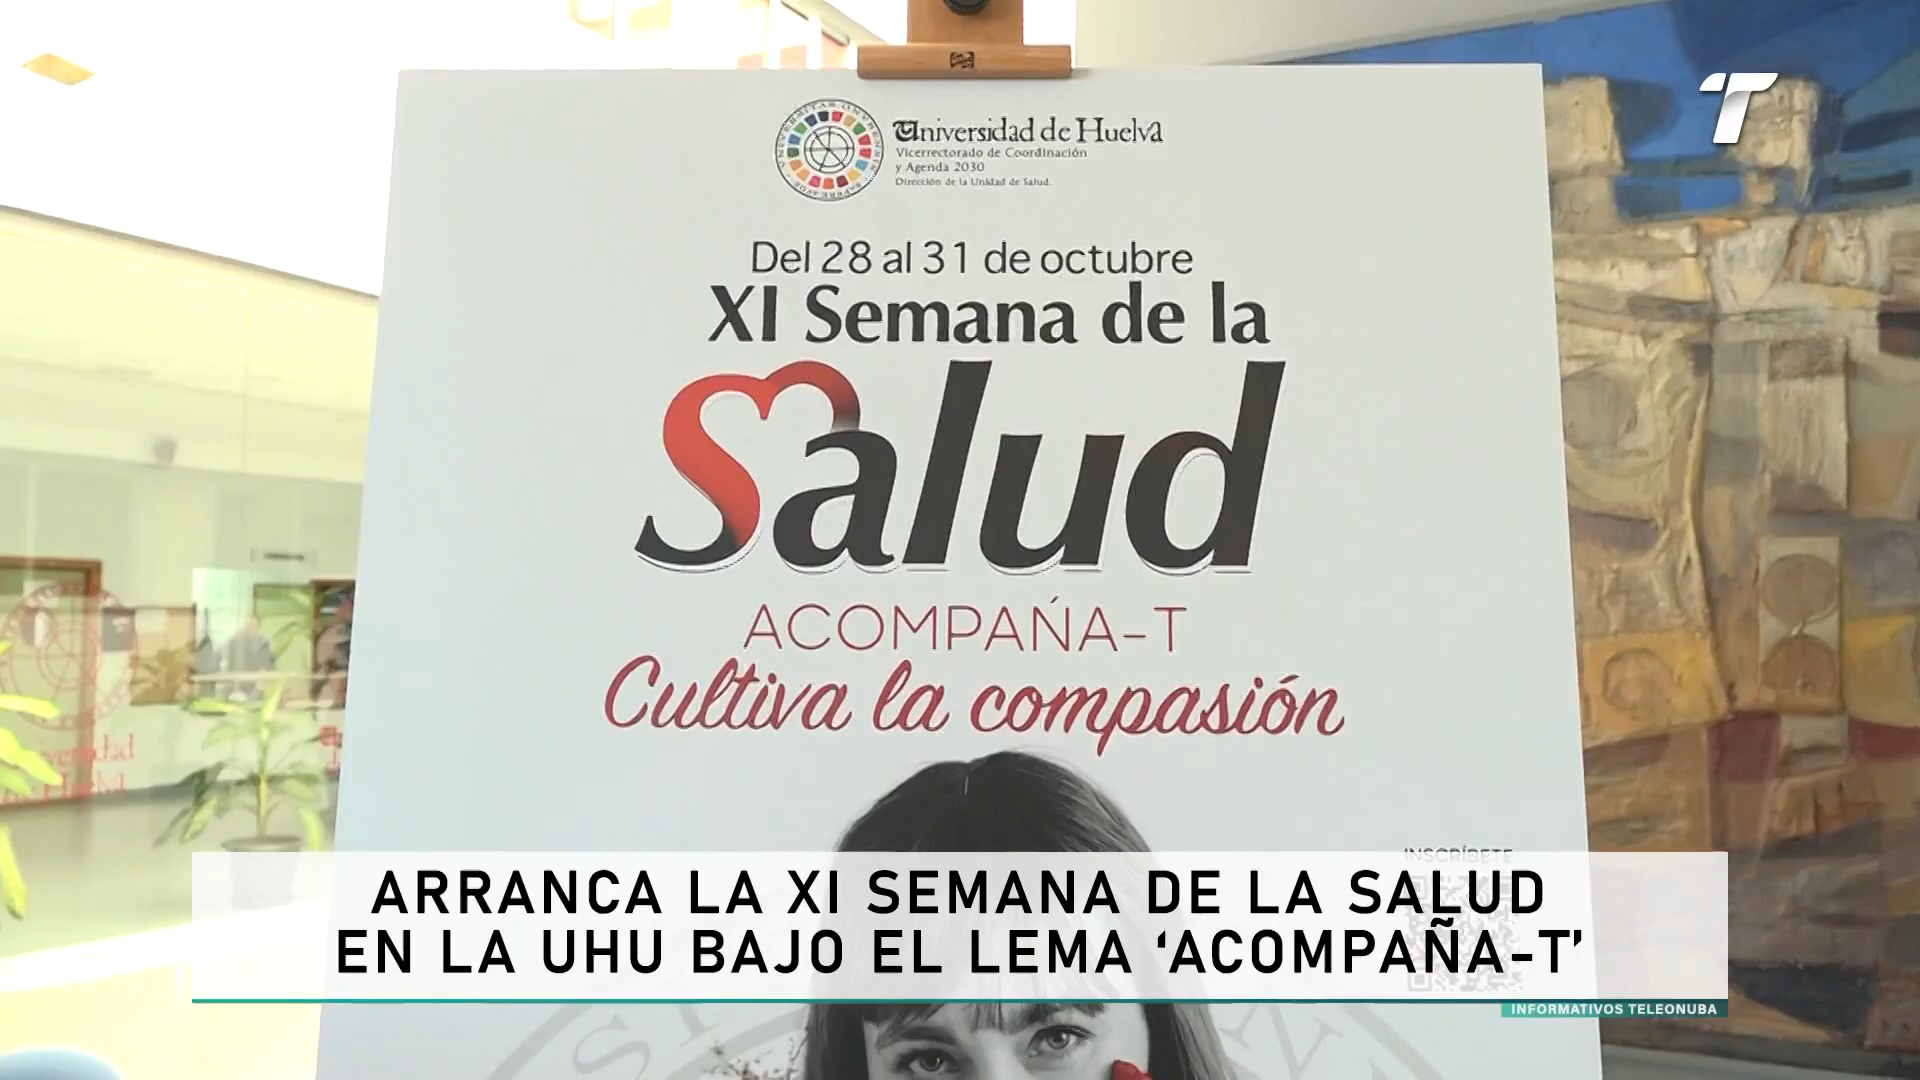 Universidad de Huelva
Vicerrectorado de Coordinación
y Agenda 2030
Dirección de la Unidad de Salud.
Del 28 al 31 de octubre
XI Semana de la
Salud
ACOMPAÑA-T
Cultiva la compasión
INSCRÍBETE
ARRANCA LA XI SEMANA DE LA SALUD
EN LA UHU BAJO EL LEMA ‘ACOMPAÑA-T’
INFORMATIVOS TELEONUBA